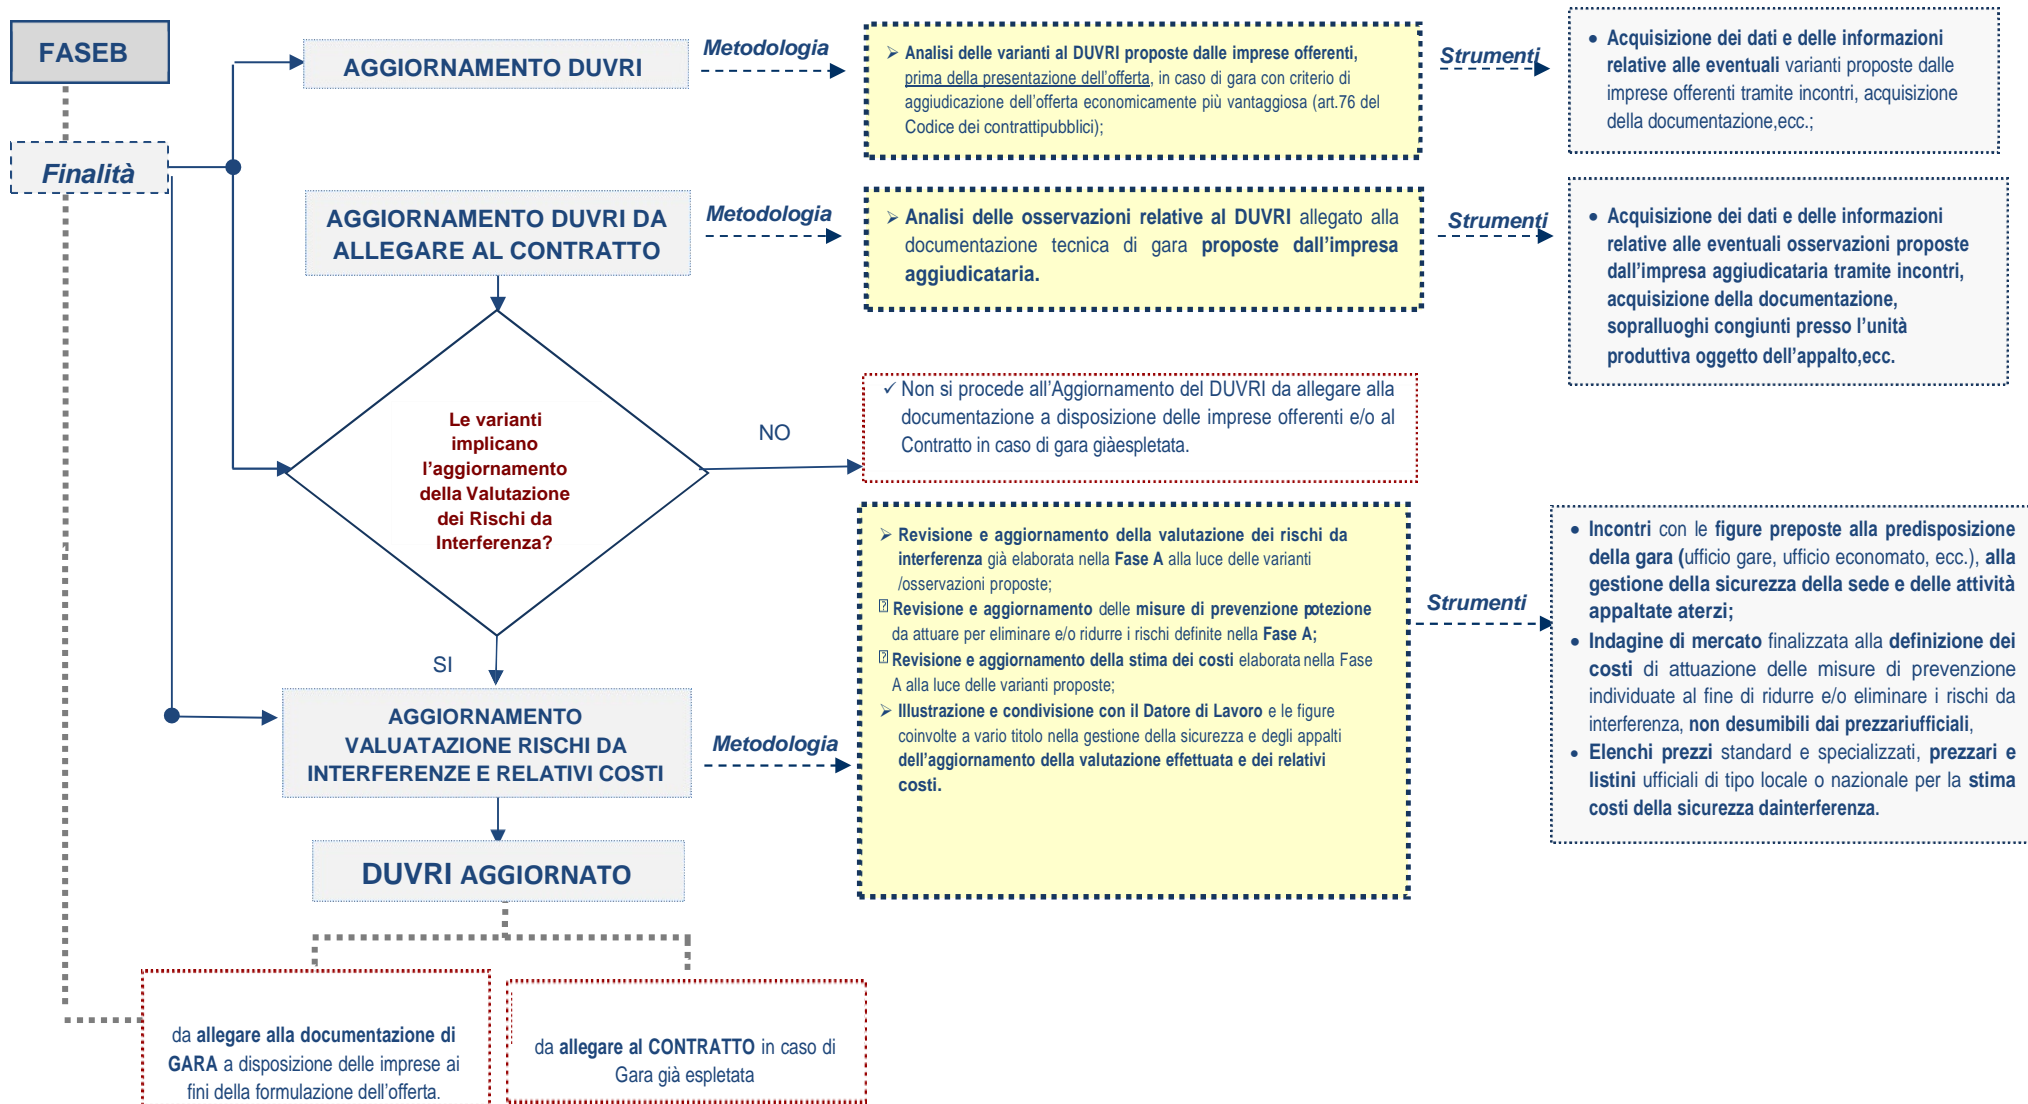 FASEB
Finalità
AGGIORNAMENTO DUVRI
Metodologia
➢ Analisi delle varianti al DUVRI proposte dalle imprese offerenti,
prima della presentazione dell'offerta, in caso di gara con criterio di
aggiudicazione dell'offerta economicamente più vantaggiosa (art.76 del
Codice dei contrattipubblici);
Strumenti
• Acquisizione dei dati e delle informazioni
relative alle eventuali varianti proposte dalle
imprese offerenti tramite incontri, acquisizione
della documentazione,ecc.;
AGGIORNAMENTO DUVRI DA
ALLEGARE AL CONTRATTO
Metodologia
➢ Analisi delle osservazioni relative al DUVRI allegato alla
documentazione tecnica di gara proposte dall'impresa
aggiudicataria.
Strumenti
• Acquisizione dei dati e delle informazioni
relative alle eventuali osservazioni proposte
dall'impresa aggiudicataria tramite incontri,
acquisizione della documentazione,
sopralluoghi congiunti presso l'unità
produttiva oggetto dell'appalto,ecc.
Le varianti
implicano
l'aggiornamento
della Valutazione
dei Rischi da
Interferenza?
NO
✓ Non si procede all'Aggiornamento del DUVRI da allegare alla
documentazione a disposizione delle imprese offerenti e/o al
Contratto in caso di gara giàespletata.
SI
AGGIORNAMENTO
VALUATAZIONE RISCHI DA
INTERFERENZE E RELATIVI COSTI
Metodologia
➢ Revisione e aggiornamento della valutazione dei rischi da
interferenza già elaborata nella Fase A alla luce delle varianti
/osservazioni proposte;
Revisione e aggiornamento delle misure di prevenzione potezione
da attuare per eliminare e/o ridurre i rischi definite nella Fase A;
Revisione e aggiornamento della stima dei costi elaborata nella Fase
A alla luce delle varianti proposte;
➢ Illustrazione e condivisione con il Datore di Lavoro e le figure
coinvolte a vario titolo nella gestione della sicurezza e degli appalti
dell'aggiornamento della valutazione effettuata e dei relativi
costi.
Strumenti
• Incontri con le figure preposte alla predisposizione
della gara (ufficio gare, ufficio economato, ecc.), alla
gestione della sicurezza della sede e delle attività
appaltate aterzi;
• Indagine di mercato finalizzata alla definizione dei
costi di attuazione delle misure di prevenzione
individuate al fine di ridurre e/o eliminare i rischi da
interferenza, non desumibili dai prezzariufficiali,
• Elenchi prezzi standard e specializzati, prezzari e
listini ufficiali di tipo locale o nazionale per la stima
costi della sicurezza dainterferenza.
DUVRI AGGIORNATO
da allegare alla documentazione di
GARA a disposizione delle imprese ai
fini della formulazione dell'offerta.
da allegare al CONTRATTO in caso di
Gara già espletata